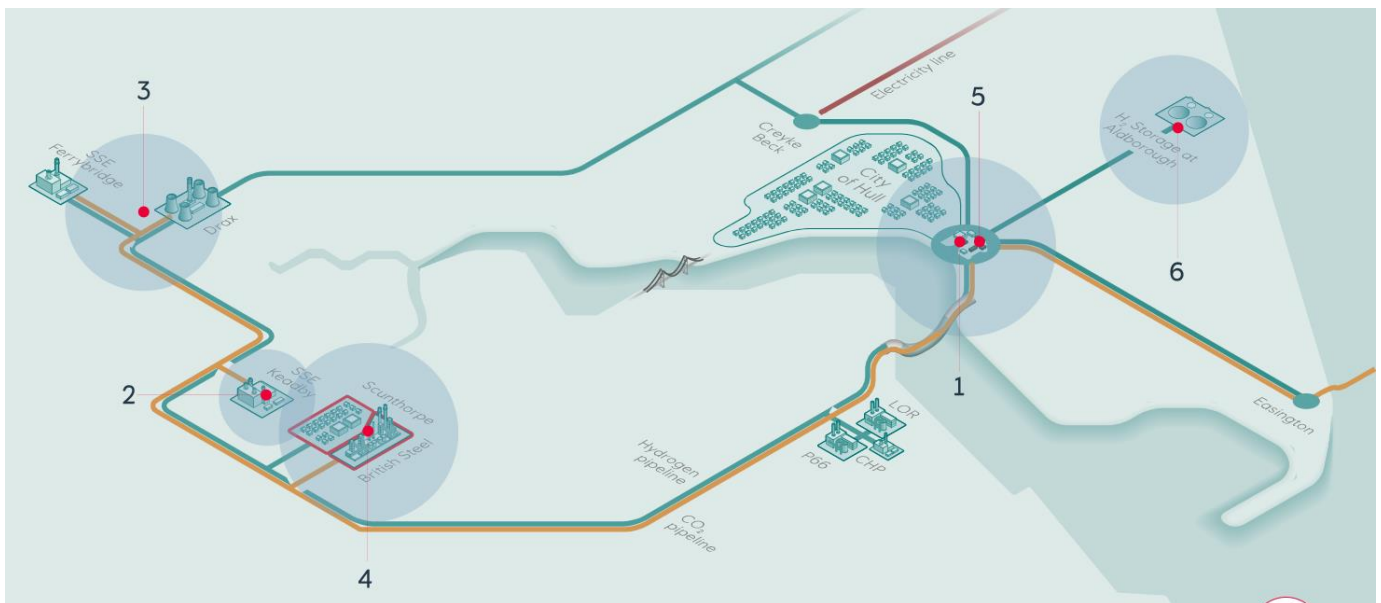 3
SSE
Ferrybridge
Drax
Creyke
Beck
Electricity line
5
City
of Hull
H₂ Storage at
Aldborough
6
2
SSE
Keadby
Scunthorpe
British Steel
4
Hydrogen
pipeline
CO₂
pipeline
P66
CHP
LOR
1
Easington